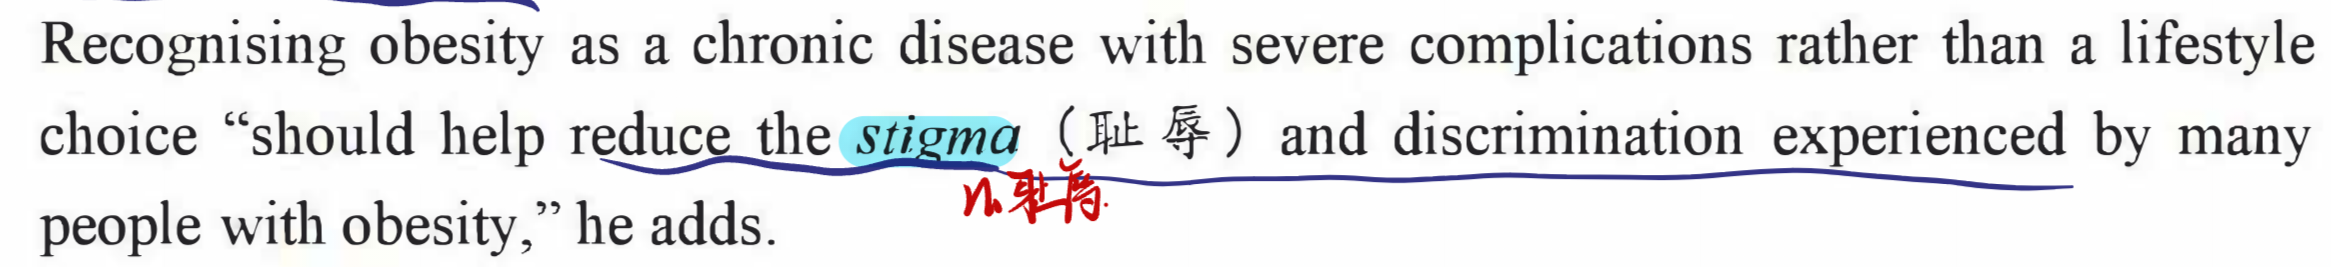 Recognising obesity as a chronic disease with severe complications rather than a lifestyle
choice “should help reduce the stigma（耻辱）and discrimination experienced by many
n. 耻辱.
people with obesity,” he adds.